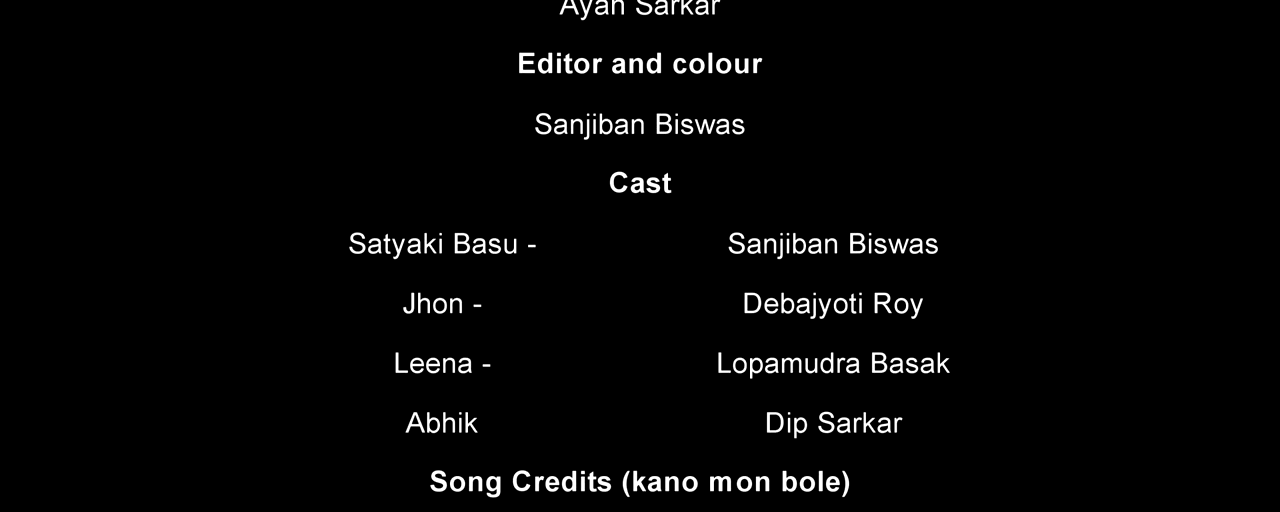 Ayan Sarkar
Editor and colour
Sanjiban Biswas
Cast
Satyaki Basu - Sanjiban Biswas
Jhon - Debajyoti Roy
Leena - Lopamudra Basak
Abhik Dip Sarkar
Song Credits (kano mon bole)